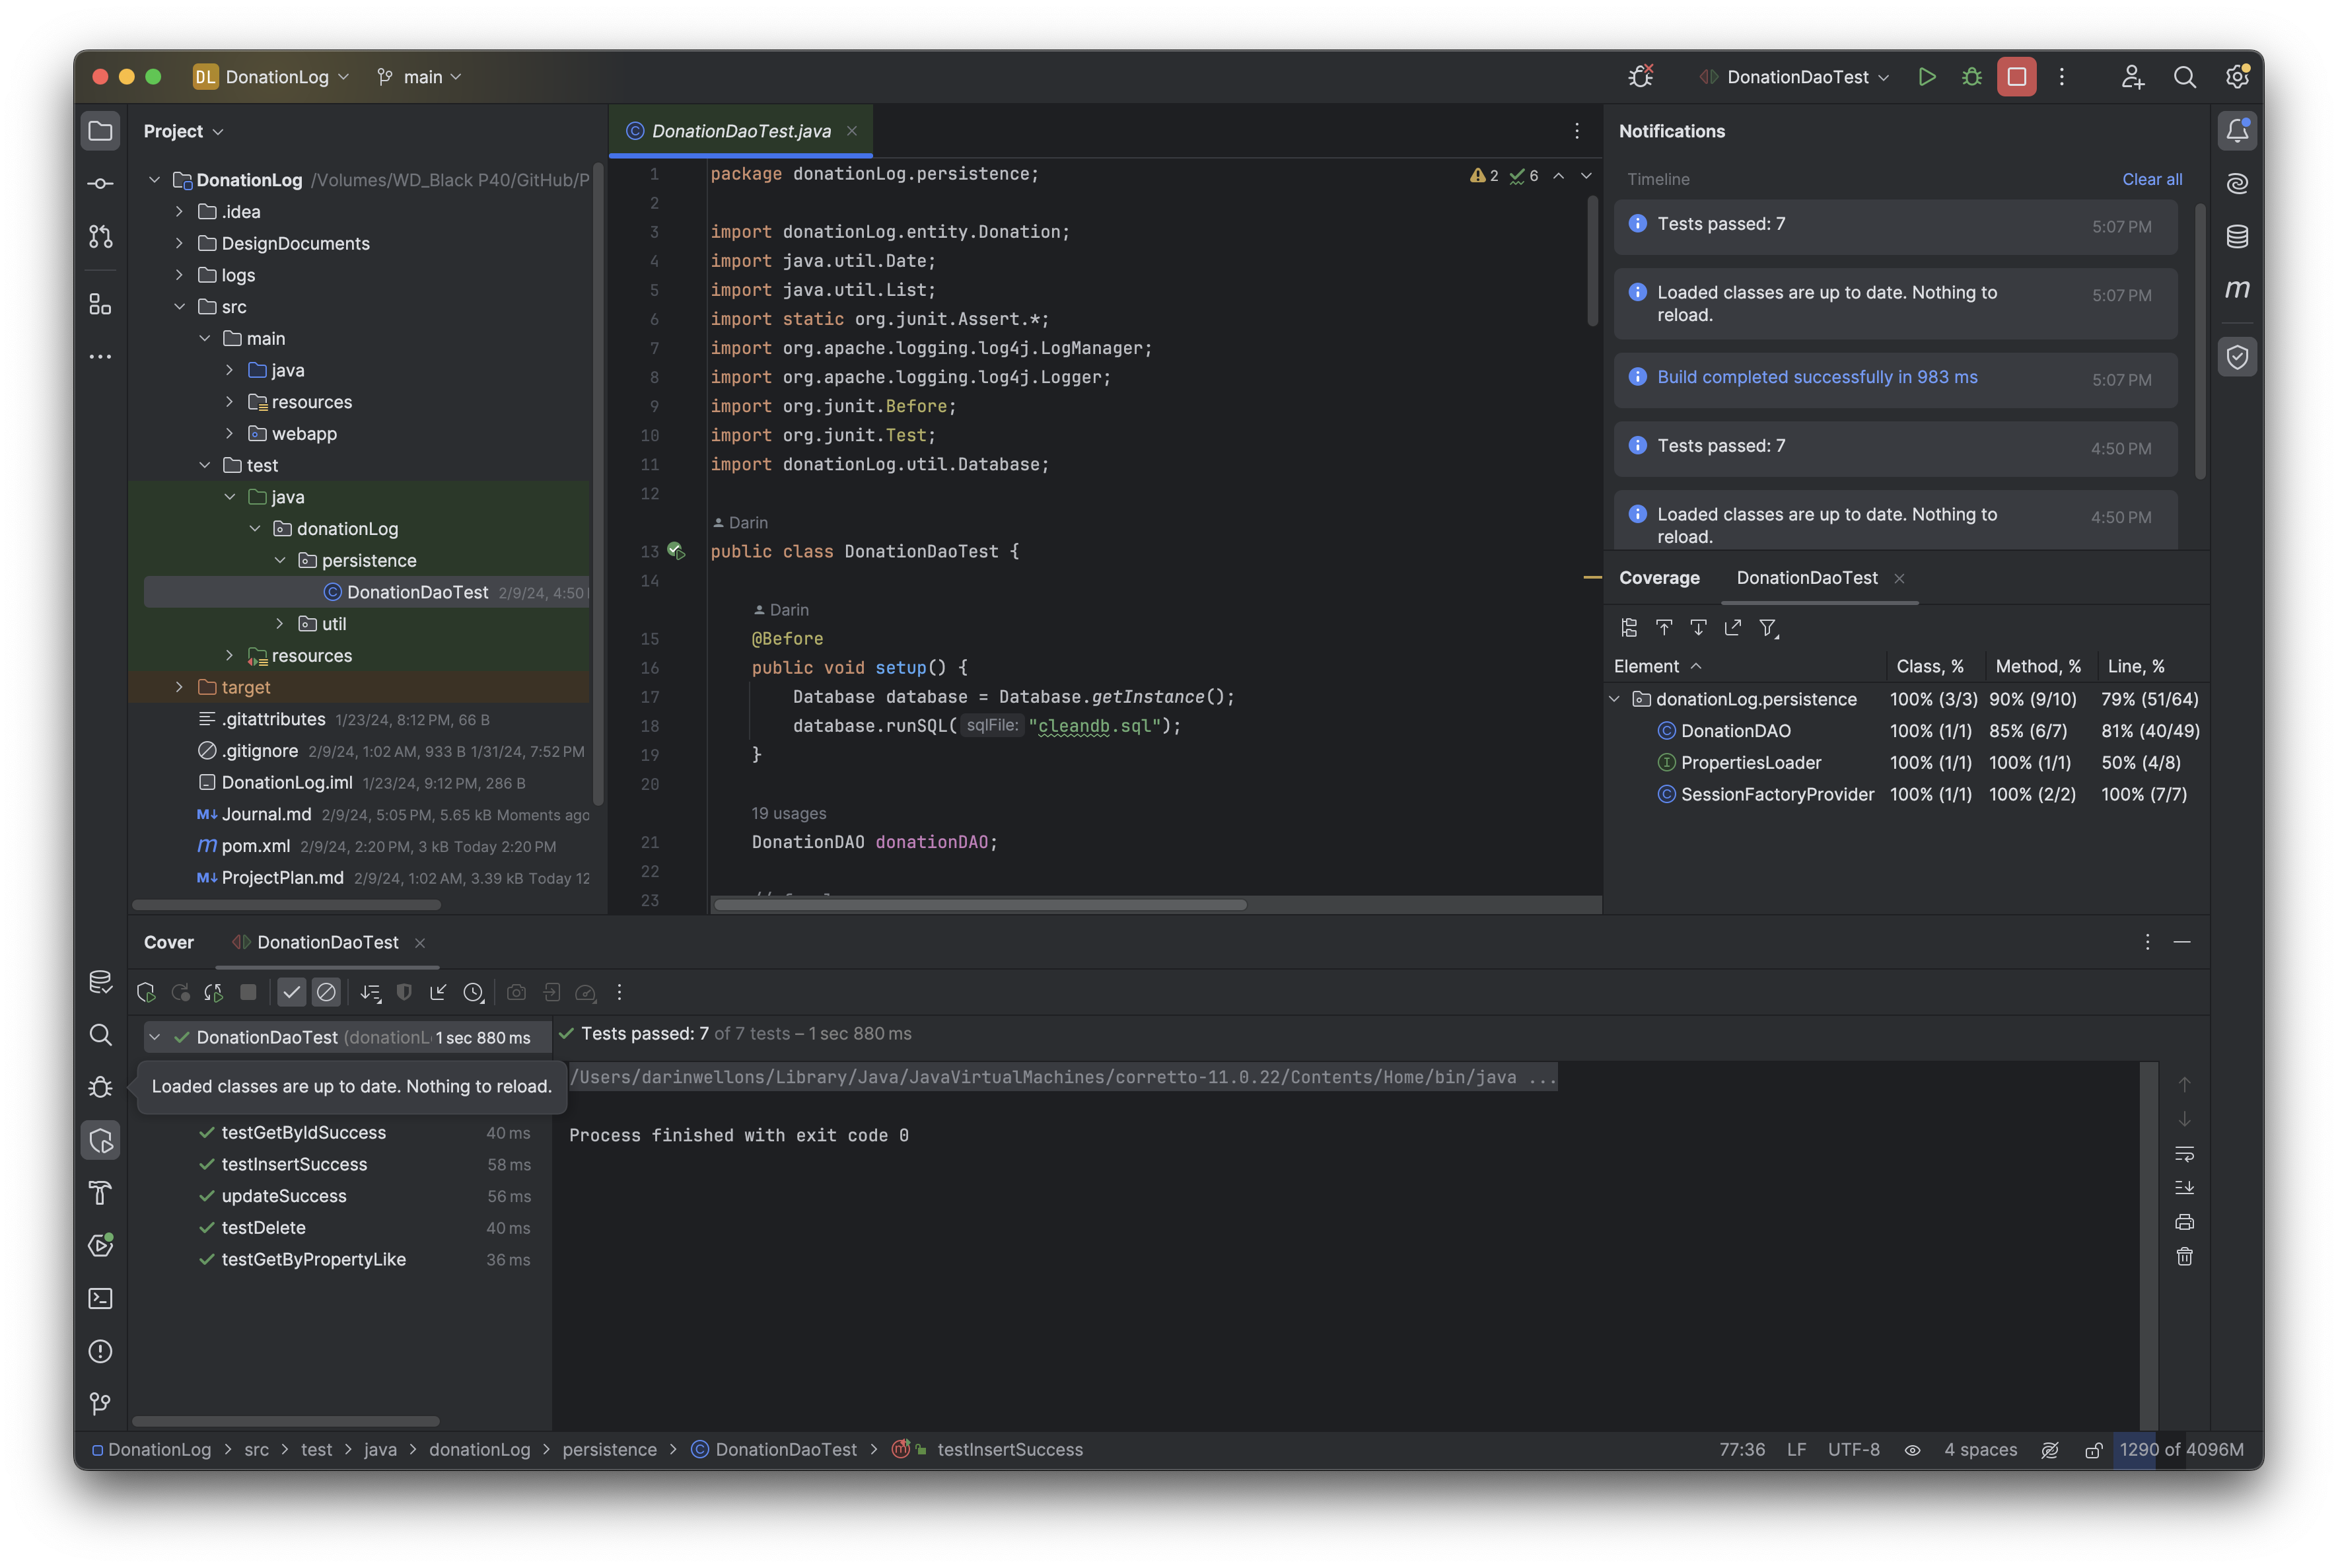 DL DonationLog main DonationDaoTest
Project
DonationLog /Volumes/WD_Black P40/GitHub/P
.idea
DesignDocuments
logs
src
main
java
resources
webapp
test
java
donationLog
persistence
DonationDaoTest 2/9/24, 4:50
util
resources
target
.gitattributes 1/23/24, 8:12 PM, 66 B
.gitignore 2/9/24, 1:02 AM, 933 B 1/31/24, 7:52 PM
DonationLog.iml 1/23/24, 9:12 PM, 286 B
M↓ Journal.md 2/9/24, 5:05 PM, 5.65 kB Moments ago
m pom.xml 2/9/24, 2:20 PM, 3 kB Today 2:20 PM
M↓ ProjectPlan.md 2/9/24, 1:02 AM, 3.39 kB Today 12
DonationDaoTest.java
2 6
1 package donationLog.persistence;
2
3 import donationLog.entity.Donation;
4 import java.util.Date;
5 import java.util.List;
6 import static org.junit.Assert.*;
7 import org.apache.logging.log4j.LogManager;
8 import org.apache.logging.log4j.Logger;
9 import org.junit.Before;
10 import org.junit.Test;
11 import donationLog.util.Database;
12
Darin
13 public class DonationDaoTest {
14
Darin
15 @Before
16 public void setup() {
17 Database database = Database.getInstance();
18 database.runSQL( sqlFile: "cleandb.sql");
19 }
20
19 usages
21 DonationDAO donationDAO;
22
23
Notifications
Timeline Clear all
Tests passed: 7 5:07 PM
Loaded classes are up to date. Nothing to 5:07 PM
reload.
Build completed successfully in 983 ms 5:07 PM
Tests passed: 7 4:50 PM
Loaded classes are up to date. Nothing to 4:50 PM
reload.
m
Coverage DonationDaoTest
Element Class, % Method, % Line, %
donationLog.persistence 100% (3/3) 90% (9/10) 79% (51/64)
DonationDAO 100% (1/1) 85% (6/7) 81% (40/49)
PropertiesLoader 100% (1/1) 100% (1/1) 50% (4/8)
SessionFactoryProvider 100% (1/1) 100% (2/2) 100% (7/7)
Cover DonationDaoTest
DonationDaoTest (donationL 1 sec 880 ms
Loaded classes are up to date. Nothing to reload.
testGetByIdSuccess 40 ms
testInsertSuccess 58 ms
updateSuccess 56 ms
testDelete 40 ms
testGetByPropertyLike 36 ms
Tests passed: 7 of 7 tests – 1 sec 880 ms
/Users/darinwellons/Library/Java/JavaVirtualMachines/corretto-11.0.22/Contents/Home/bin/java ...
Process finished with exit code 0
DonationLog > src > test > java > donationLog > persistence > DonationDaoTest > testInsertSuccess
77:36 LF UTF-8 4 spaces 1290 of 4096M